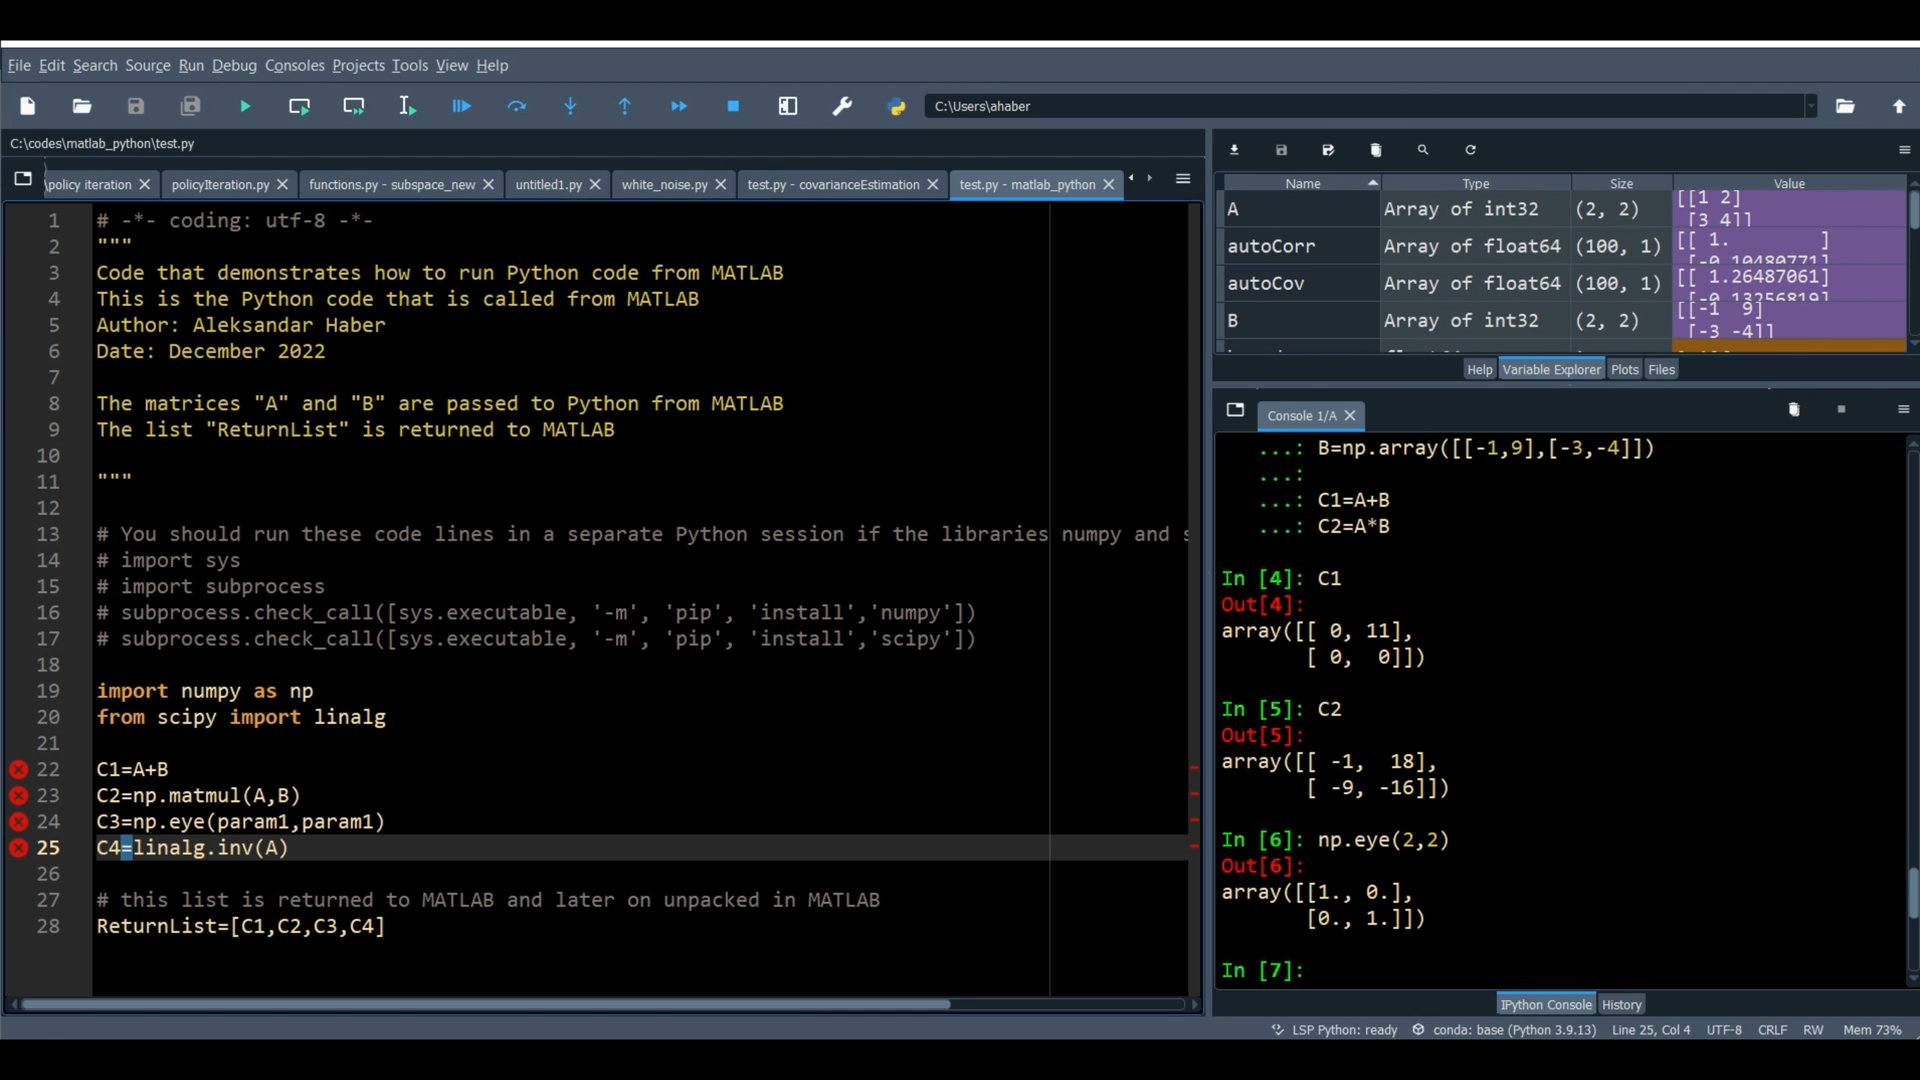 File Edit Search Source Run Debug Consoles Projects Tools View Help
C:\Users\ahaber
C:\codes\matlab_python\test.py
\policy iteration
policyIteration.py
functions.py - subspace_new
untitled1.py
white_noise.py
test.py - covarianceEstimation
test.py - matlab_python
1 # -*- coding: utf-8 -*-
2 """
3 Code that demonstrates how to run Python code from MATLAB
4 This is the Python code that is called from MATLAB
5 Author: Aleksandar Haber
6 Date: December 2022
7
8 The matrices "A" and "B" are passed to Python from MATLAB
9 The list "ReturnList" is returned to MATLAB
10
11 """
12
13 # You should run these code lines in a separate Python session if the libraries numpy and s
14 # import sys
15 # import subprocess
16 # subprocess.check_call([sys.executable, '-m', 'pip', 'install','numpy'])
17 # subprocess.check_call([sys.executable, '-m', 'pip', 'install','scipy'])
18
19 import numpy as np
20 from scipy import linalg
21
22 C1=A+B
23 C2=np.matmul(A,B)
24 C3=np.eye(param1,param1)
25 C4=linalg.inv(A)
26
27 # this list is returned to MATLAB and later on unpacked in MATLAB
28 ReturnList=[C1,C2,C3,C4]
Name Type Size Value
A Array of int32 (2, 2) [[1 2]
[3 4]]
autoCorr Array of float64 (100, 1) [[ 1. ]
[-0.10480771]
autoCov Array of float64 (100, 1) [[ 1.26487061]
[-0.13256819]
B Array of int32 (2, 2) [[-1 9]
[-3 -4]]
Help Variable Explorer Plots Files
Console 1/A
...: B=np.array([[-1,9],[-3,-4]])
...:
...: C1=A+B
...: C2=A*B
In [4]: C1
Out[4]:
array([[ 0, 11],
[ 0, 0]])
In [5]: C2
Out[5]:
array([[ -1, 18],
[ -9, -16]])
In [6]: np.eye(2,2)
Out[6]:
array([[1., 0.],
[0., 1.]])
In [7]:
IPython Console History
LSP Python: ready conda: base (Python 3.9.13) Line 25, Col 4 UTF-8 CRLF RW Mem 73%